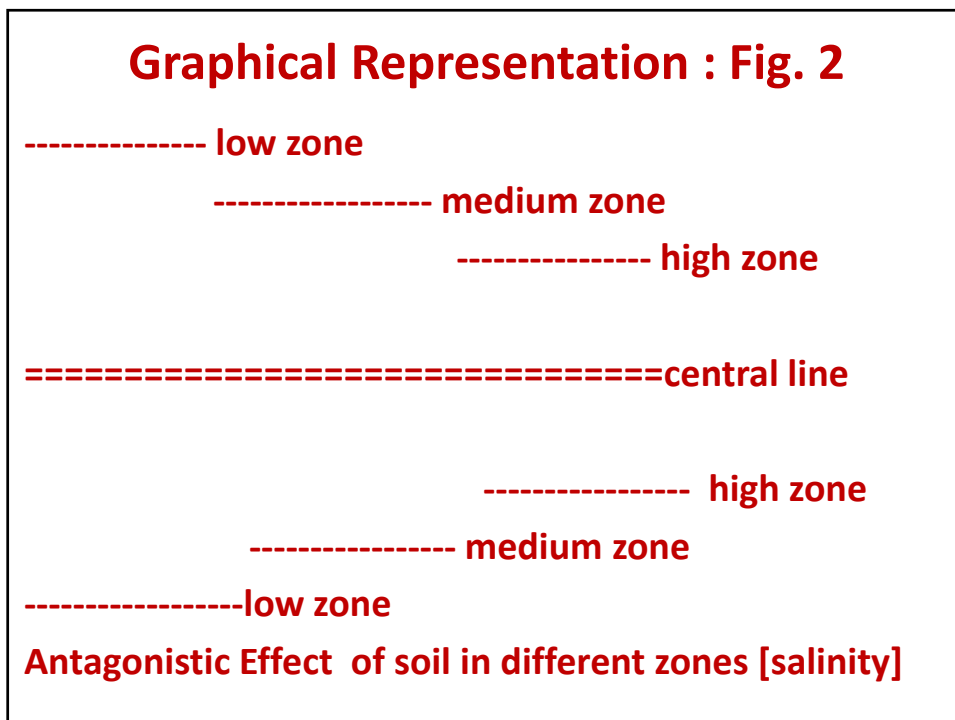 Graphical Representation : Fig. 2
--------------- low zone
------------------ medium zone
---------------- high zone
================================central line
----------------- high zone
----------------- medium zone
------------------low zone
Antagonistic Effect of soil in different zones [salinity]